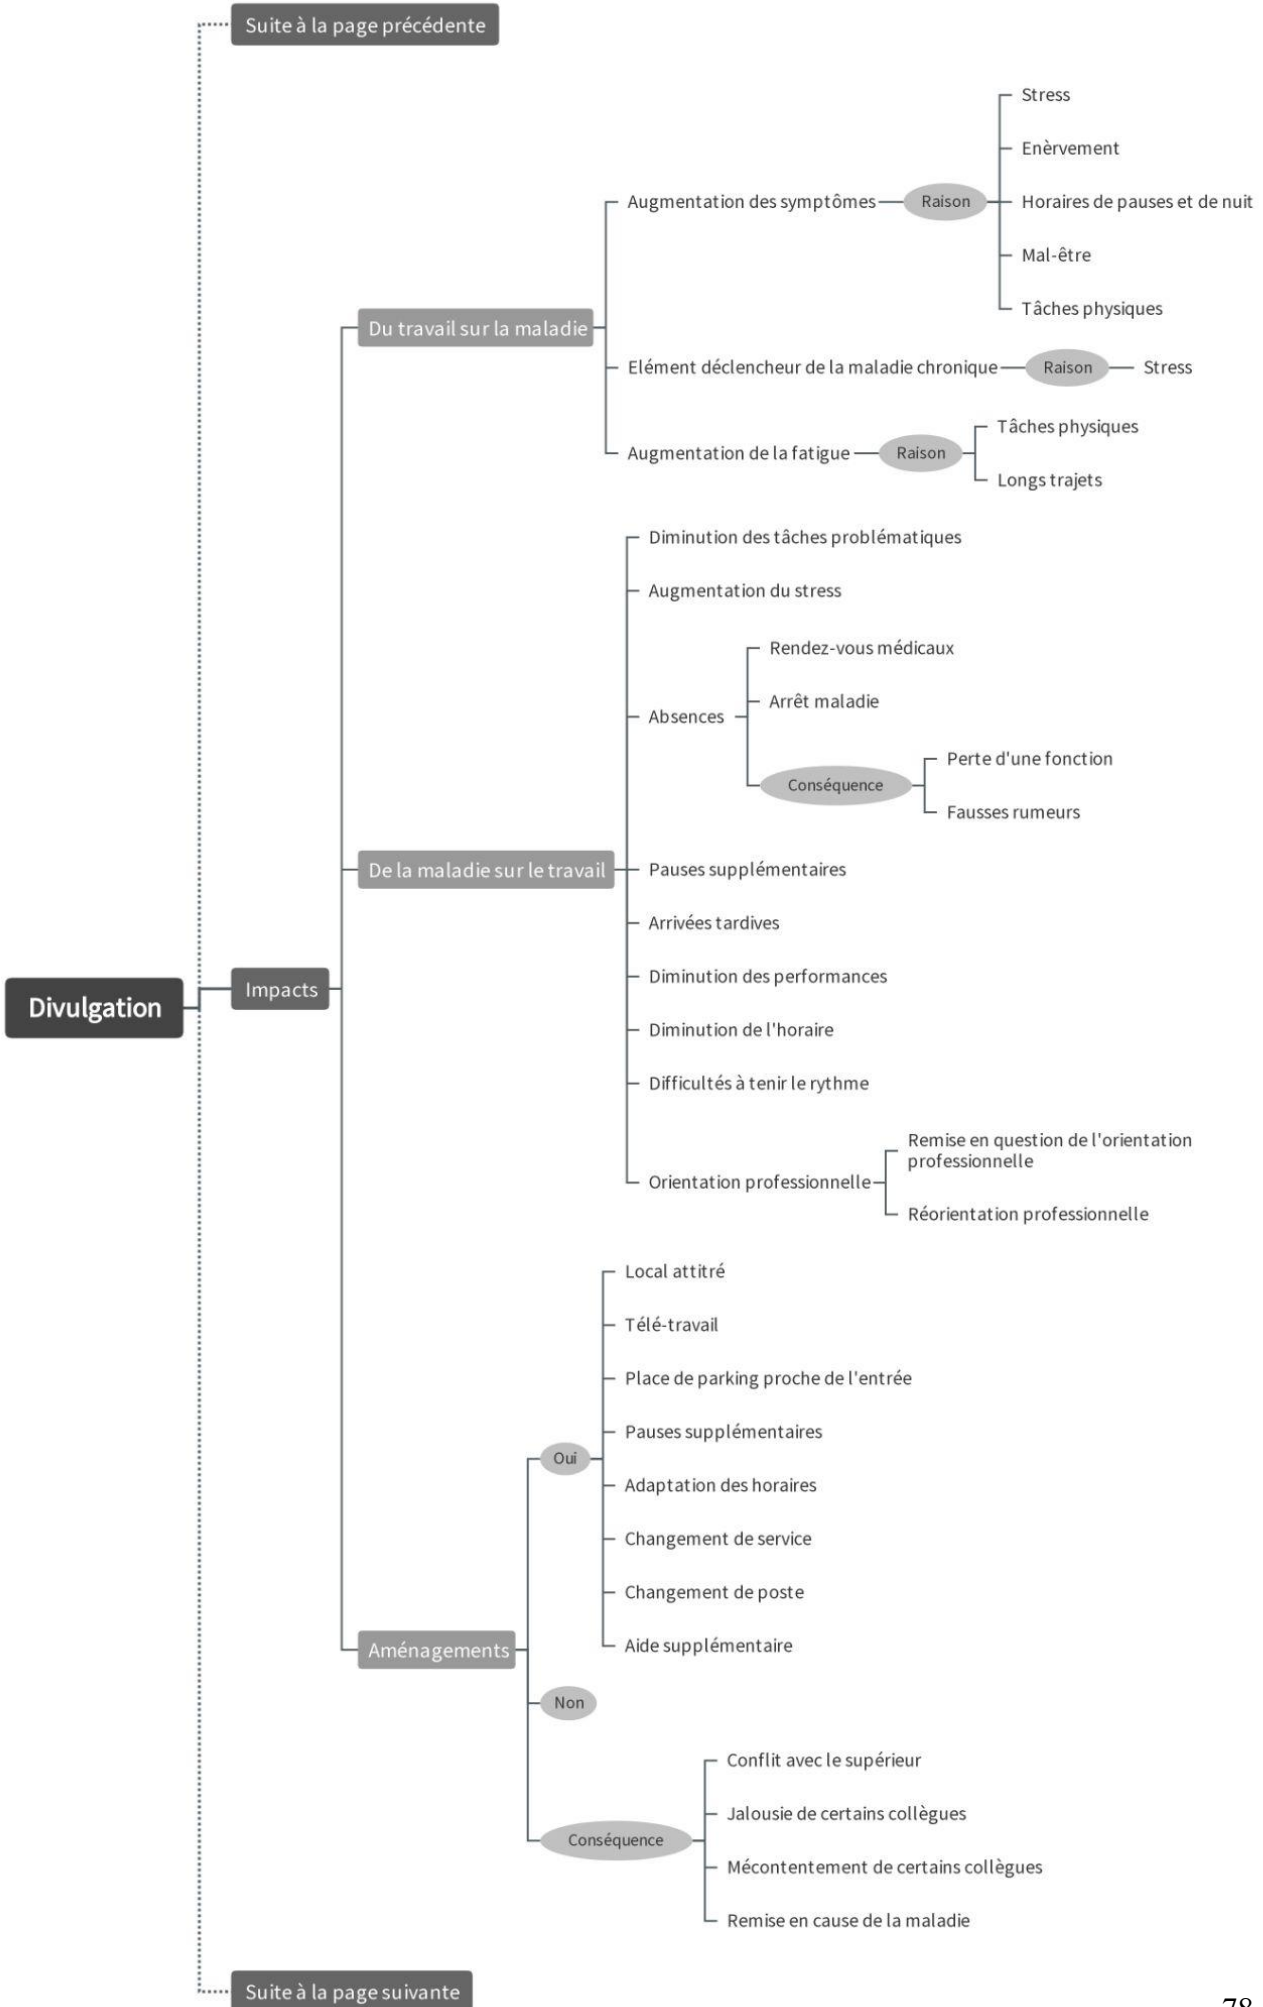 Suite à la page précédente
Stress
Enèrvement
Augmentation des symptômes
Raison
Horaires de pauses et de nuit
Mal-être
Tâches physiques
Du travail sur la maladie
Elément déclencheur de la maladie chronique
Raison
Stress
Tâches physiques
Augmentation de la fatigue
Raison
Longs trajets
Diminution des tâches problématiques
Augmentation du stress
Rendez-vous médicaux
Arrêt maladie
Absences
Conséquence
Perte d'une fonction
Fausses rumeurs
De la maladie sur le travail
Pauses supplémentaires
Arrivées tardives
Diminution des performances
Divulgation
Impacts
Diminution de l'horaire
Difficultés à tenir le rythme
Orientation professionnelle
Remise en question de l'orientation
professionnelle
Réorientation professionnelle
Local attitré
Télé-travail
Place de parking proche de l'entrée
Pauses supplémentaires
Oui
Adaptation des horaires
Changement de service
Changement de poste
Aide supplémentaire
Aménagements
Non
Conflit avec le supérieur
Jalousie de certains collègues
Conséquence
Mécontentement de certains collègues
Remise en cause de la maladie
Suite à la page suivante